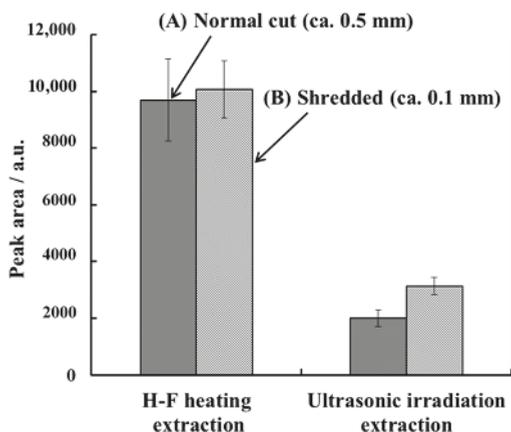 (A) Normal cut (ca. 0.5 mm)
(B) Shredded (ca. 0.1 mm)
Peak area / a.u.
12,000
10,000
8000
6000
4000
2000
0
H-F heating
extraction
Ultrasonic irradiation
extraction